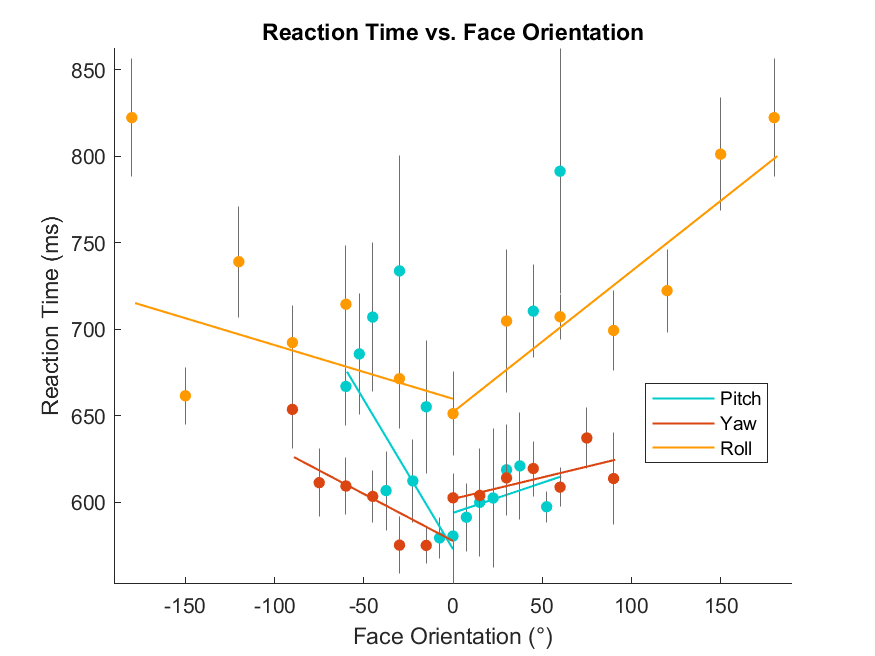 Reaction Time vs. Face Orientation
Reaction Time (ms)
850
800
750
700
650
600
Pitch
Yaw
Roll
-150 -100 -50 0 50 100 150
Face Orientation (°)